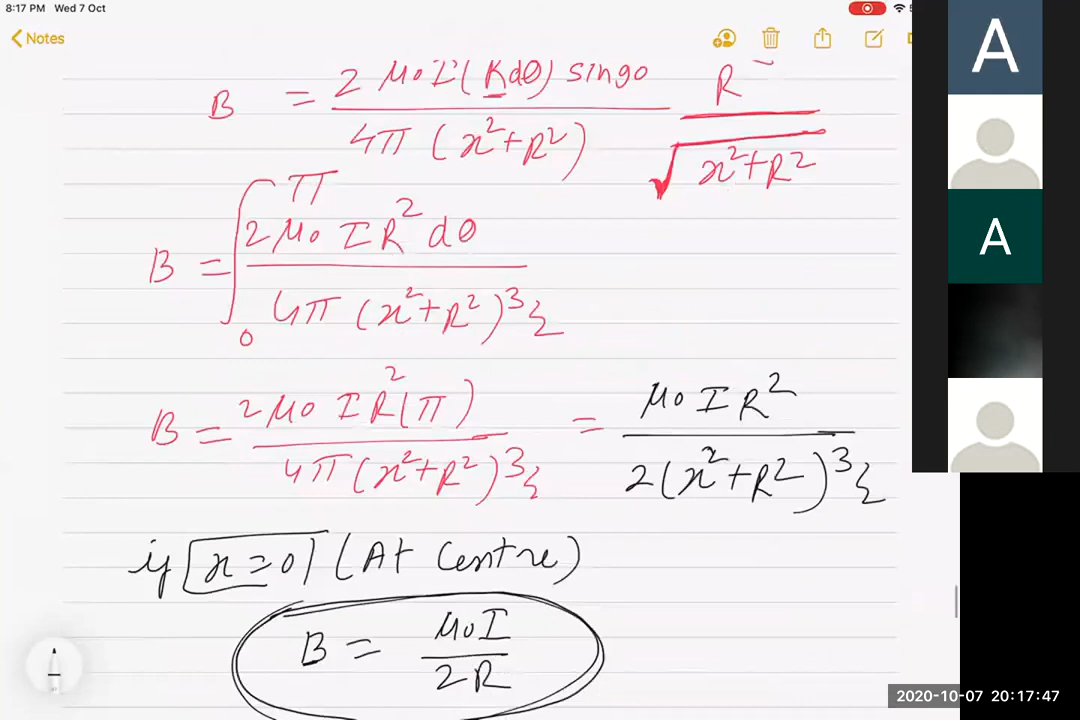 8:17 PM Wed 7 Oct
Notes
A
A
B = 2 μ0 I (R dθ) sin90 / 4π (x²+R²) R / √x²+R²
B = ∫₀^π 2 μ0 I R² dθ / 4π (x²+R²)^3/2
B = 2 μ0 I R² (π) / 4π (x²+R²)^3/2 = μ0 I R² / 2 (x²+R²)^3/2
if x=0 (At Centre)
B = μ0 I / 2R
2020-10-07 20:17:47